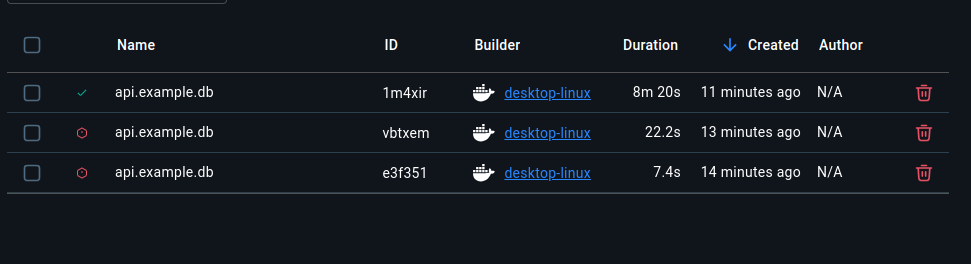 Name ID Builder Duration Created Author
api.example.db 1m4xir desktop-linux 8m 20s 11 minutes ago N/A
api.example.db vbtxem desktop-linux 22.2s 13 minutes ago N/A
api.example.db e3f351 desktop-linux 7.4s 14 minutes ago N/A